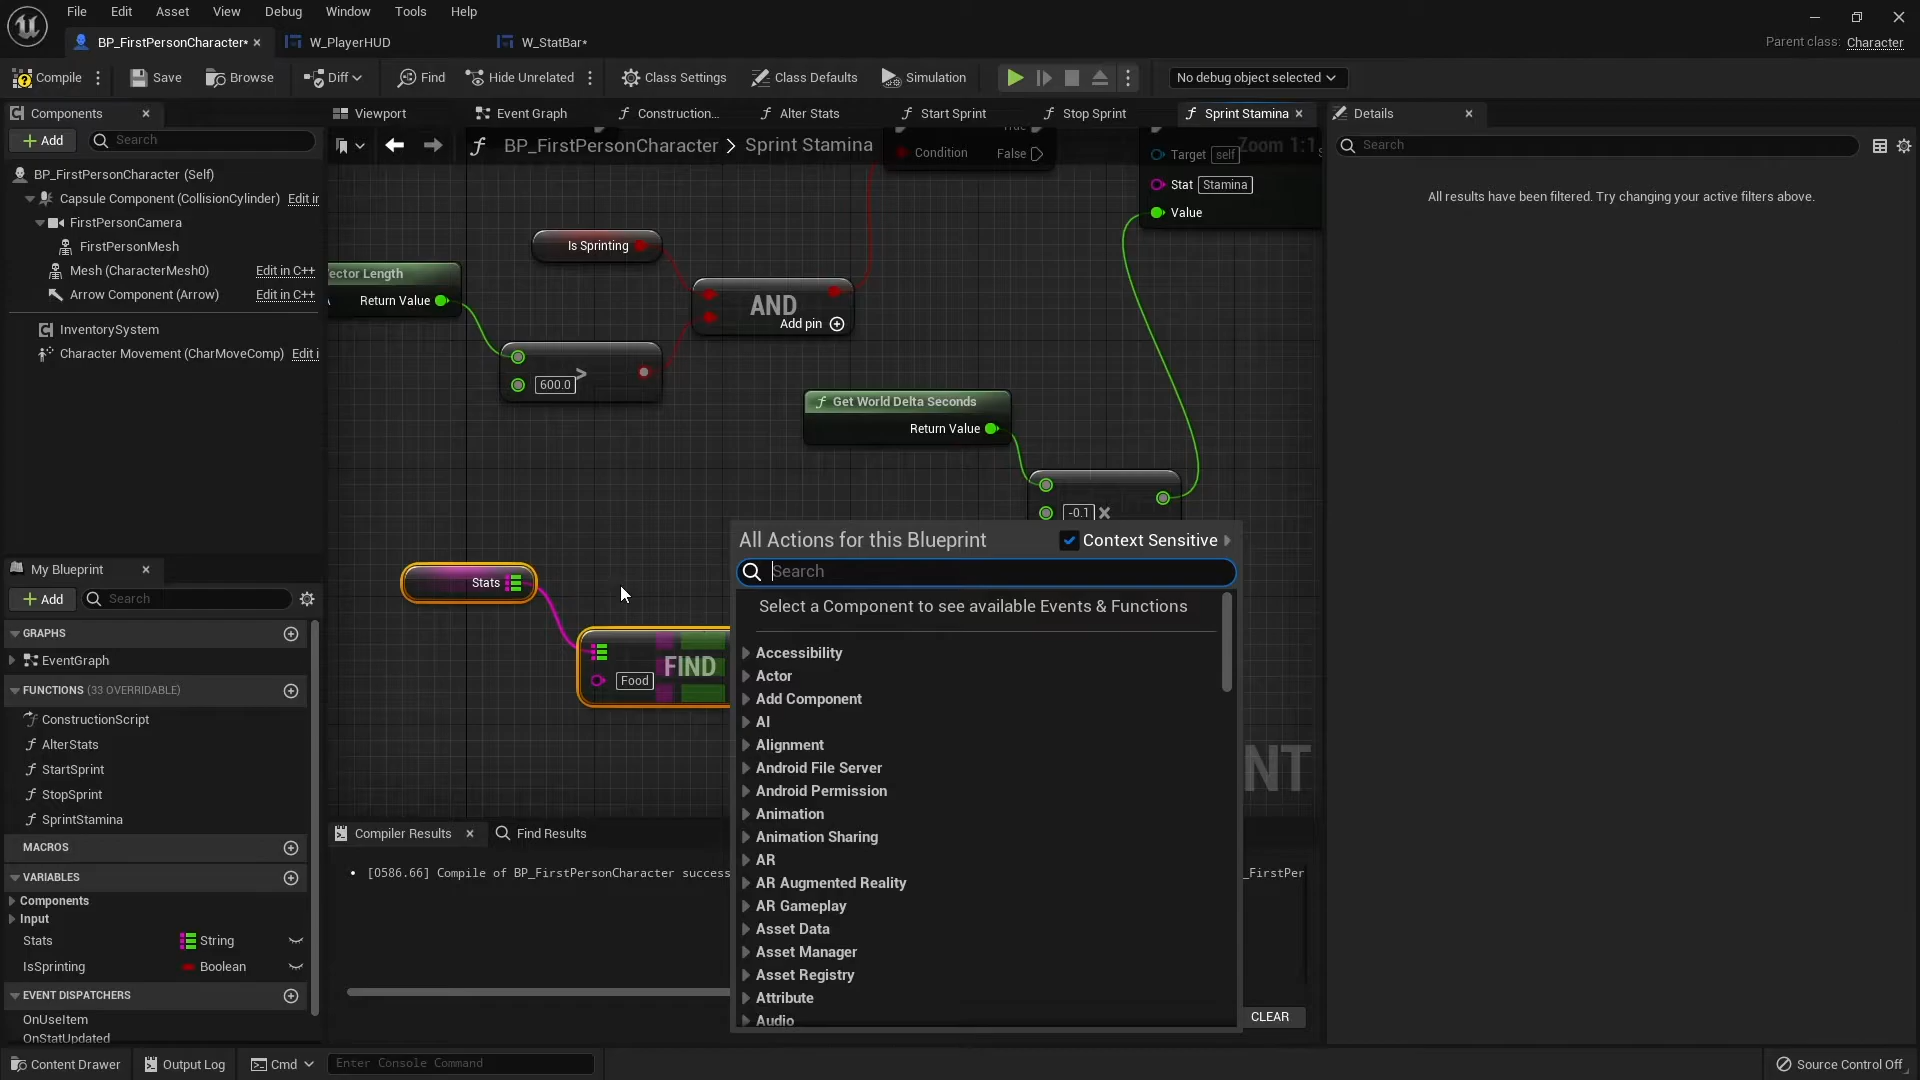 File Edit Asset View Debug Window Tools Help
BP_FirstPersonCharacter* W_PlayerHUD W_StatBar*
Parent class: Character
Compile Save Browse Diff Find Hide Unrelated Class Settings Class Defaults Simulation No debug object selected
Components Viewport Event Graph Construction... Alter Stats Start Sprint Stop Sprint Sprint Stamina Details
Add Search
BP_FirstPersonCharacter > Sprint Stamina
Zoom 1:1
Search
BP_FirstPersonCharacter (Self)
Capsule Component (CollisionCylinder) Edit in
FirstPersonCamera
FirstPersonMesh
Mesh (CharacterMesh0) Edit in C++
Arrow Component (Arrow) Edit in C++
InventorySystem
Character Movement (CharMoveComp) Edit i
All results have been filtered. Try changing your active filters above.
True
Condition False
Target self
Stat Stamina
Value
Is Sprinting
ector Length
Return Value
AND
Add pin
600.0 >
Get World Delta Seconds
Return Value
-0.1
Stats
FIND
Food
NT
All Actions for this Blueprint Context Sensitive
Search
Select a Component to see available Events & Functions
Accessibility
Actor
Add Component
AI
Alignment
Android File Server
Android Permission
Animation
Animation Sharing
AR
AR Augmented Reality
AR Gameplay
Asset Data
Asset Manager
Asset Registry
Attribute
Audio
My Blueprint
Add Search
GRAPHS
EventGraph
FUNCTIONS (33 OVERRIDABLE)
ConstructionScript
AlterStats
StartSprint
StopSprint
SprintStamina
MACROS
VARIABLES
Components
Input
Stats String
IsSprinting Boolean
EVENT DISPATCHERS
OnUseItem
OnStatUpdated
Compiler Results Find Results
[0586.66] Compile of BP_FirstPersonCharacter success
_FirstPer
CLEAR
Content Drawer Output Log Cmd Enter Console Command Source Control Off